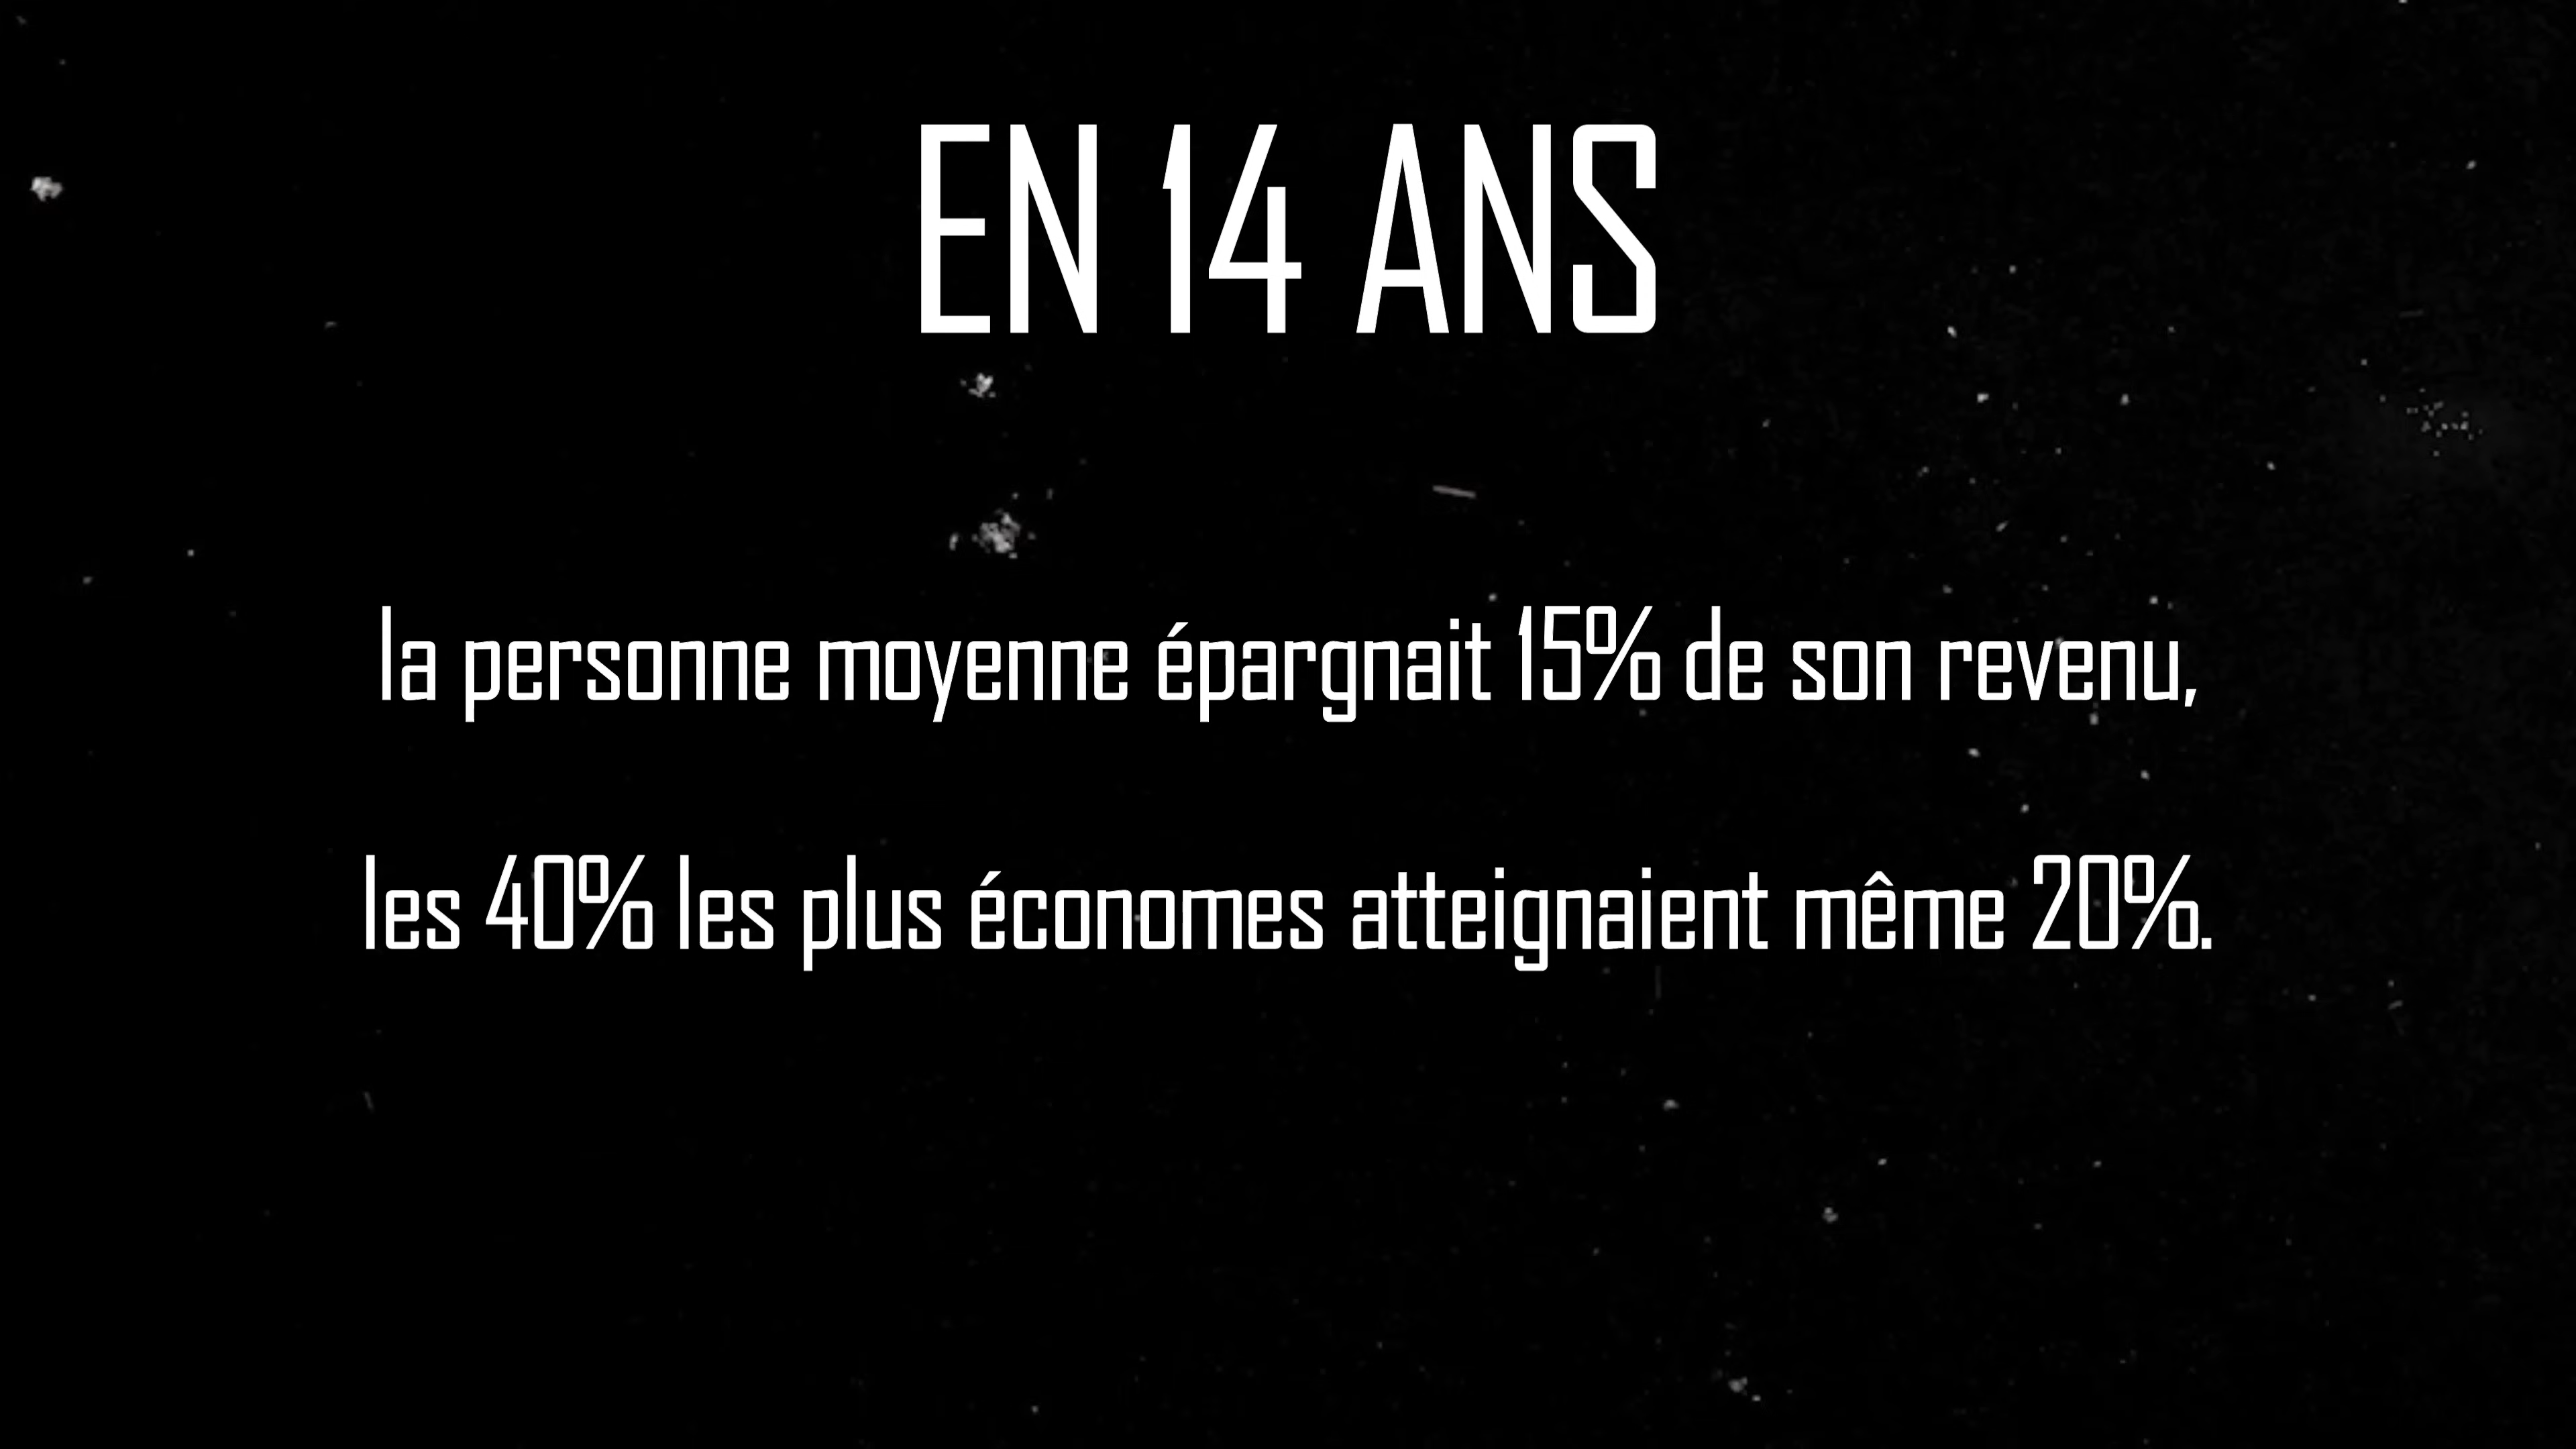 EN 14 ANS
la personne moyenne épargnait 15% de son revenu,
les 40% les plus économes atteignaient même 20%.